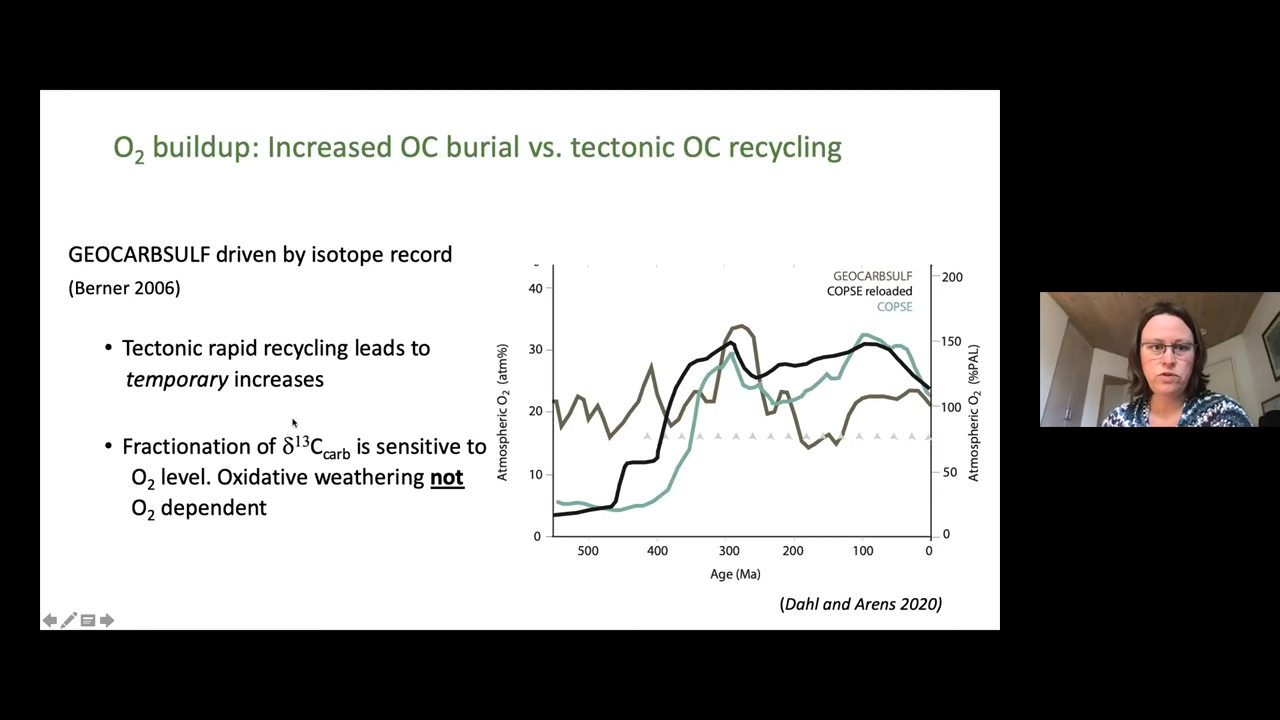 O₂ buildup: Increased OC burial vs. tectonic OC recycling
GEOCARBSULF driven by isotope record
(Berner 2006)
• Tectonic rapid recycling leads to
temporary increases
• Fractionation of δ¹³C_carb is sensitive to
O₂ level. Oxidative weathering not
O₂ dependent
GEOCARBSULF
COPSE reloaded
COPSE
Atmospheric O₂ (atm%)
40
30
20
10
0
Atmospheric O₂ (%PAL)
200
150
100
50
0
500 400 300 200 100 0
Age (Ma)
(Dahl and Arens 2020)